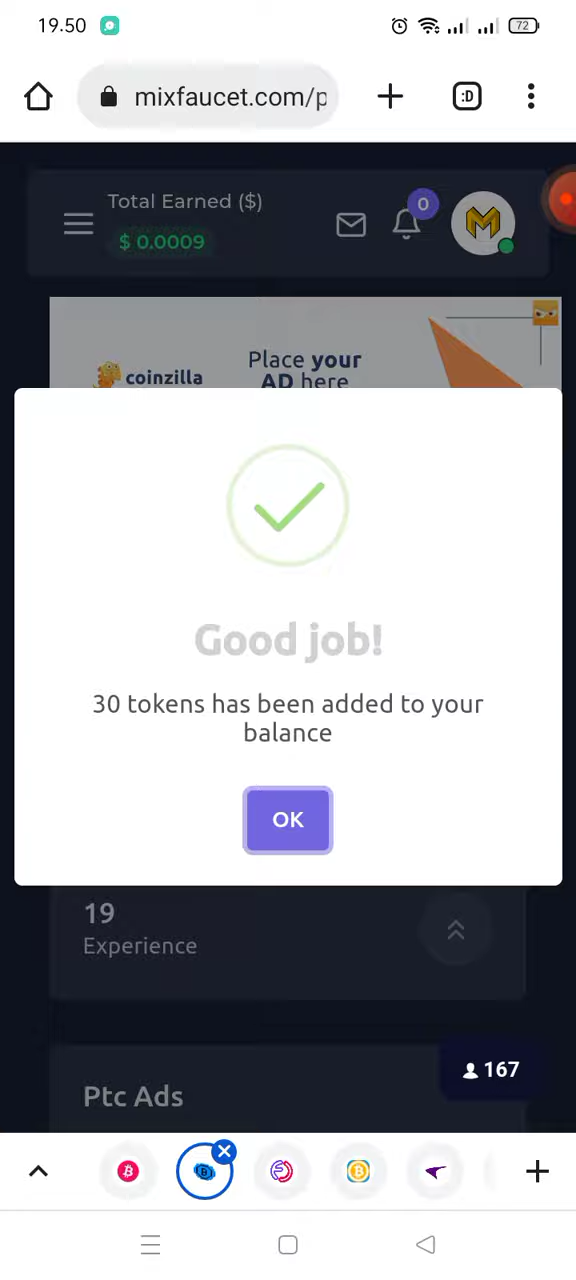 19.50
72
mixfaucet.com/p
:D
Total Earned ($)
$ 0.0009
0
coinzilla
Place your
AD here
Good job!
30 tokens has been added to your
balance
OK
19
Experience
167
Ptc Ads